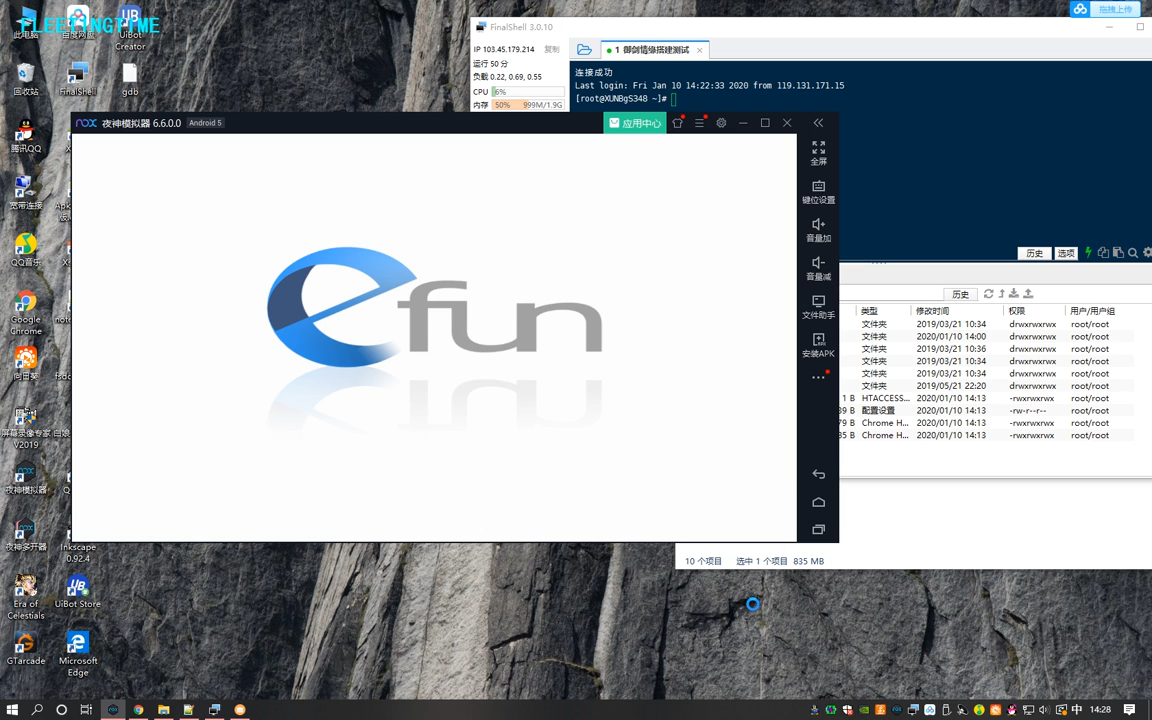 FLEETINGTIME
此电脑
百度网盘
UiBot Creator
回收站
FinalShell
gdb
腾讯QQ
宽带连接
QQ音乐
Google Chrome
向日葵
屏幕录像专家 V2019
夜神模拟器
夜神多开器
Inkscape 0.92.4
Era of Celestials
UiBot Store
GTarcade
Microsoft Edge
拖拽上传
FinalShell 3.0.10
IP 103.45.179.214 复制
运行 50 分
负载 0.22, 0.69, 0.55
CPU 6%
内存 50% 999M/1.9G
1 御剑情缘搭建测试
连接成功
Last login: Fri Jan 10 14:22:33 2020 from 119.131.171.15
[root@XUNBgS348 ~]#
nox 夜神模拟器 6.6.0.0 Android 5
应用中心
efun
全屏
键位设置
音量加
音量减
文件助手
安装APK
历史 选项
历史
类型 修改时间 权限 用户/用户组
文件夹 2019/03/21 10:34 drwxrwxrwx root/root
文件夹 2020/01/10 14:00 drwxrwxrwx root/root
文件夹 2019/03/21 10:36 drwxrwxrwx root/root
文件夹 2019/03/21 10:34 drwxrwxrwx root/root
文件夹 2019/03/21 10:34 drwxrwxrwx root/root
文件夹 2019/05/21 22:20 drwxrwxrwx root/root
1 B HTACCESS... 2020/01/10 14:13 -rwxrwxrwx root/root
39 B 配置设置 2020/01/10 14:13 -rw-r--r-- root/root
79 B Chrome H... 2020/01/10 14:13 -rwxrwxrwx root/root
35 B Chrome H... 2020/01/10 14:13 -rwxrwxrwx root/root
10 个项目 选中 1 个项目 835 MB
中 14:28